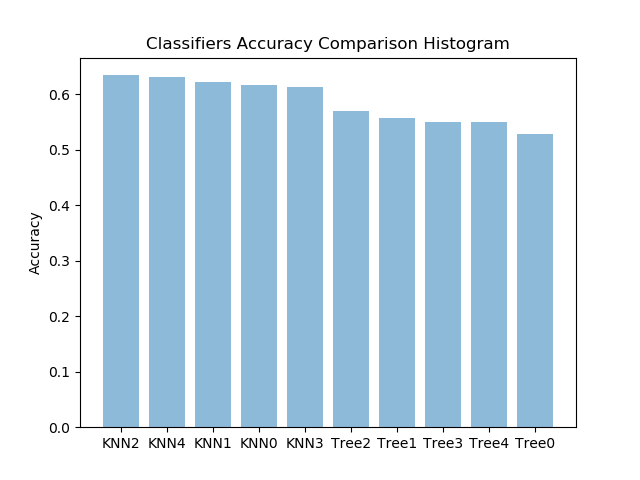 Classifiers Accuracy Comparison Histogram
Accuracy
0.6
0.5
0.4
0.3
0.2
0.1
0.0
KNN2 KNN4 KNN1 KNN0 KNN3 Tree2 Tree1 Tree3 Tree4 Tree0